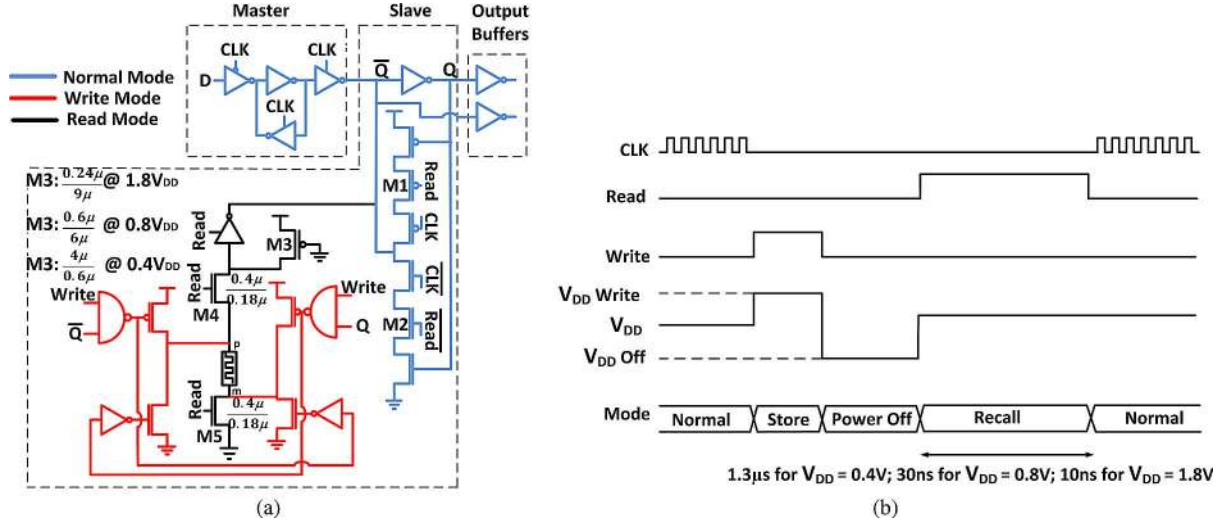 Master
Slave
Output
Buffers
CLK
CLK
Normal Mode
Write Mode
Read Mode
D
Q̅
Q
CLK
M3: 0.24μ/9μ @ 1.8VDD
M3: 0.6μ/6μ @ 0.8VDD
M3: 4μ/0.6μ @ 0.4VDD
Read
M3
M1
Read
CLK
C̅L̅K̅
M2
R̅e̅a̅d̅
Read
M4
0.4μ/0.18μ
Write
Q̅
Write
Q
p
m
Read
M5
0.4μ/0.18μ
(a)
CLK
Read
Write
VDD Write
VDD
VDD Off
Mode
Normal
Store
Power Off
Recall
Normal
1.3μs for VDD = 0.4V; 30ns for VDD = 0.8V; 10ns for VDD = 1.8V
(b)